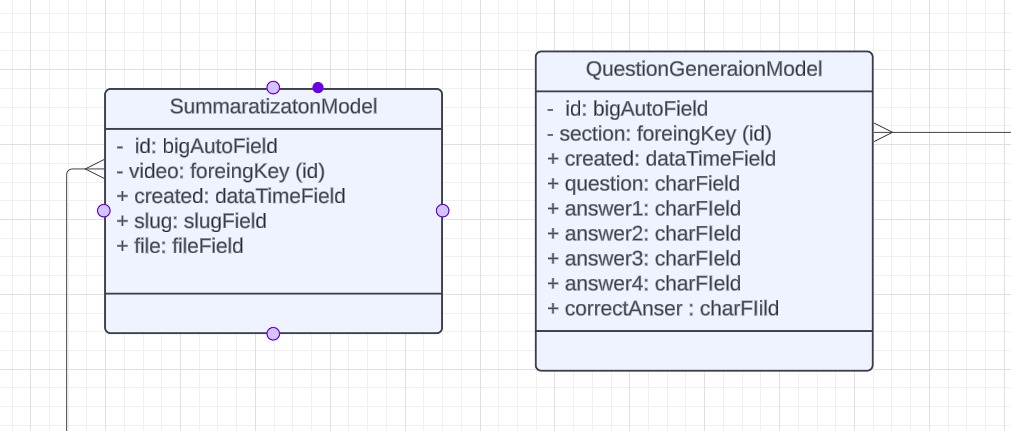 SummaratizatonModel
- id: bigAutoField
- video: foreingKey (id)
+ created: dataTimeField
+ slug: slugField
+ file: fileField
QuestionGeneraionModel
- id: bigAutoField
- section: foreingKey (id)
+ created: dataTimeField
+ question: charField
+ answer1: charFIeld
+ answer2: charFIeld
+ answer3: charFIeld
+ answer4: charFIeld
+ correctAnser : charFIild